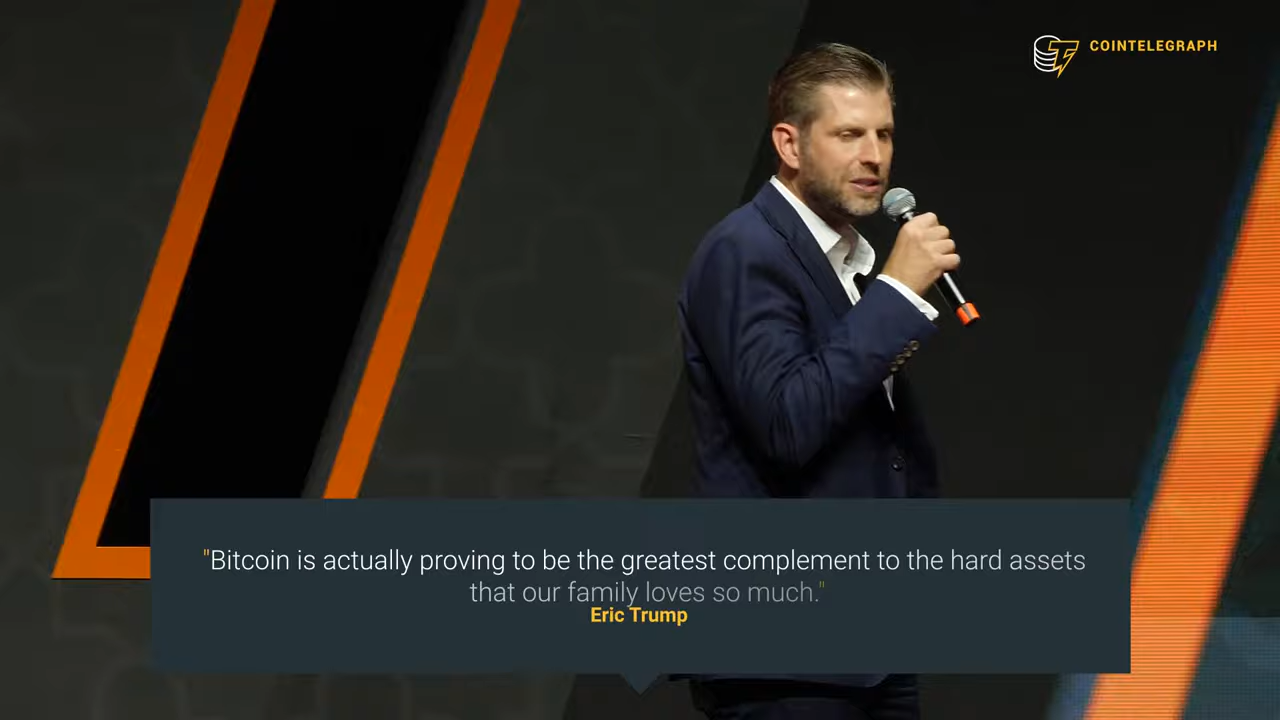 COINTELEGRAPH
"Bitcoin is actually proving to be the greatest complement to the hard assets
that our family loves so much."
Eric Trump